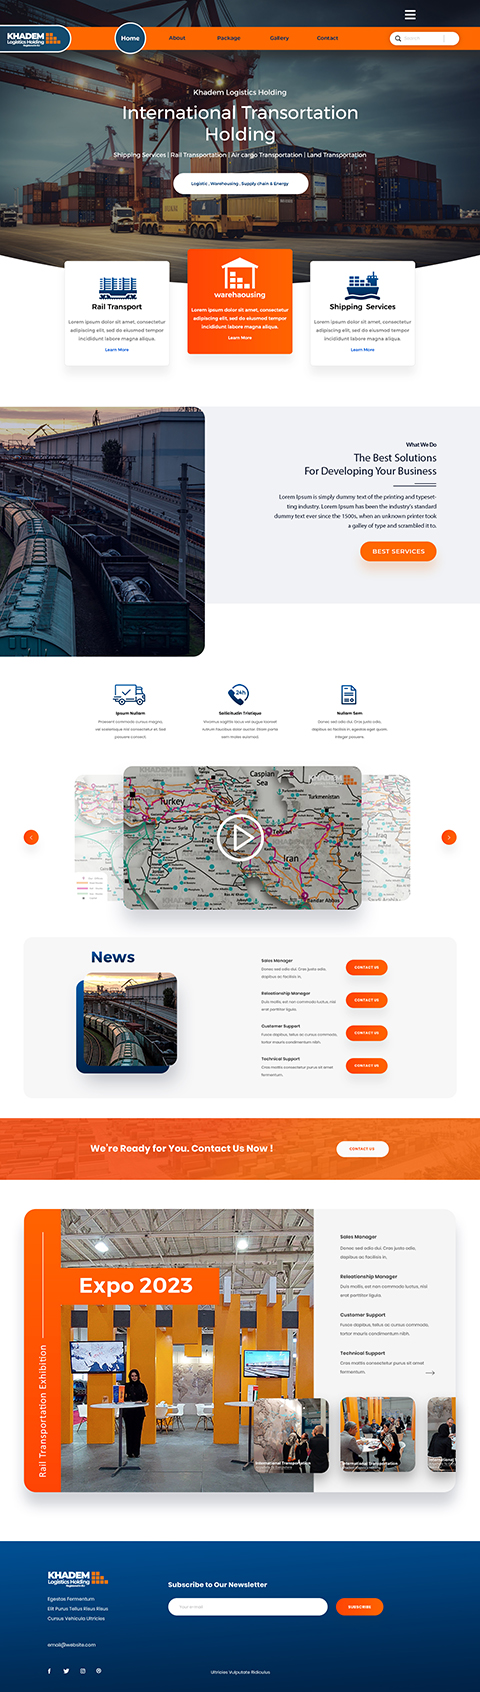 KHADEM
Logistics Holding
Home
About
Package
Gallery
Contact
Search
Khadem Logistics Holding
International Transortation
Holding
Shipping Services | Rail Transportation | Air cargo Transportation | Land Transportation
Logistic , Warehousing , Supply chain & Energy
Rail Transport
Lorem ipsum dolor sit amet, consectetur
adipiscing elit, sed do eiusmod tempor
incididunt labore magna aliqua.
Learn More
warehaousing
Lorem ipsum dolor sit amet, consectetur
adipiscing elit, sed do eiusmod tempor
incididunt labore magna aliqua.
Learn More
Shipping Services
Lorem ipsum dolor sit amet, consectetur
adipiscing elit, sed do eiusmod tempor
incididunt labore magna aliqua.
Learn More
What We Do
The Best Solutions
For Developing Your Business
Lorem Ipsum is simply dummy text of the printing and typeset-
ting industry. Lorem Ipsum has been the industry's standard
dummy text ever since the 1500s, when an unknown printer took
a galley of type and scrambled it to.
BEST SERVICES
24h
Ipsum Nullam
Praesent commodo cursus magna,
vel scelerisque nisl consectetur et. Sed
posuere consect.
Sollicitudin Tristique
Vivamus sagittis lacus vel augue laoreet
rutrum faucibus dolor auctor. Etiam porta
sem males euismod.
Nullam Sem
Donec sed odio dui. Cras justo odio,
dapibus ac facilisis in, egestas eget quam.
Integer posuere.
KHADEM
Caspian
Sea
Turkey
Turkmenistan
Syria
Tehran
Iraq
Iran
Bandar Abbas
News
Sales Manager
Donec sed odio dui. Cras justo odio,
dapibus ac facilisis in.
CONTACT US
Relaationship Manager
Duis mollis, est non commodo luctus, nisi
erat porttitor ligula.
CONTACT US
Customer Support
Fusce dapibus, tellus ac cursus commodo,
tortor mauris condimentum nibh.
CONTACT US
Technical Support
Cras mattis consectetur purus sit amet
fermentum.
CONTACT US
We're Ready for You. Contact Us Now !
CONTACT US
Expo 2023
Rail Transportation Exhibition
Sales Manager
Donec sed odio dui. Cras justo odio,
dapibus ac facilisis in.
Relaationship Manager
Duis mollis, est non commodo luctus, nisi
erat porttitor ligula.
Customer Support
Fusce dapibus, tellus ac cursus commodo,
tortor mauris condimentum nibh.
Technical Support
Cras mattis consectetur purus sit amet
fermentum.
International Transportation
International Transportation
KHADEM
Logistics Holding
Egestas Fermentum
Elit Purus Tellus Risus Risus
Cursus Vehicula Ultricies
email@website.com
Subscribe to Our Newsletter
Your e-mail
SUBSCRIBE
Ultricies Vulputate Ridiculus